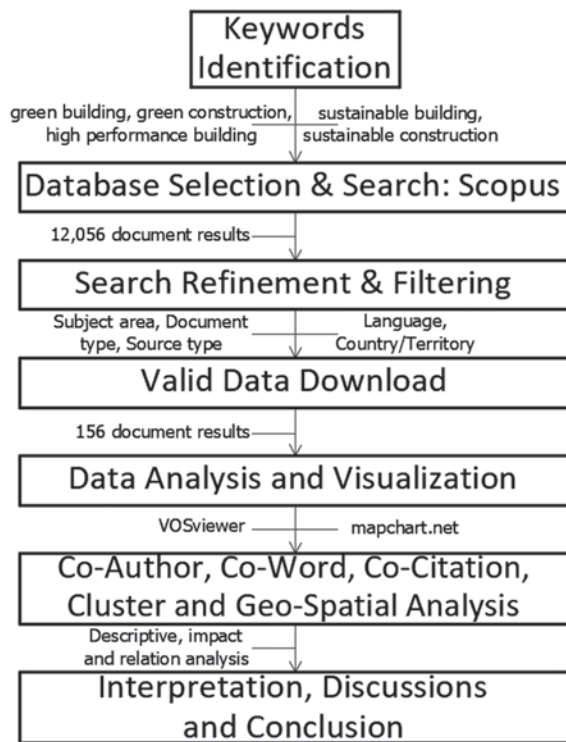 Keywords
Identification
green building, green construction,
high performance building
sustainable building,
sustainable construction
Database Selection & Search: Scopus
12,056 document results
Search Refinement & Filtering
Subject area, Document
type, Source type
Language,
Country/Territory
Valid Data Download
156 document results
Data Analysis and Visualization
VOSviewer
mapchart.net
Co-Author, Co-Word, Co-Citation,
Cluster and Geo-Spatial Analysis
Descriptive, impact
and relation analysis
Interpretation, Discussions
and Conclusion